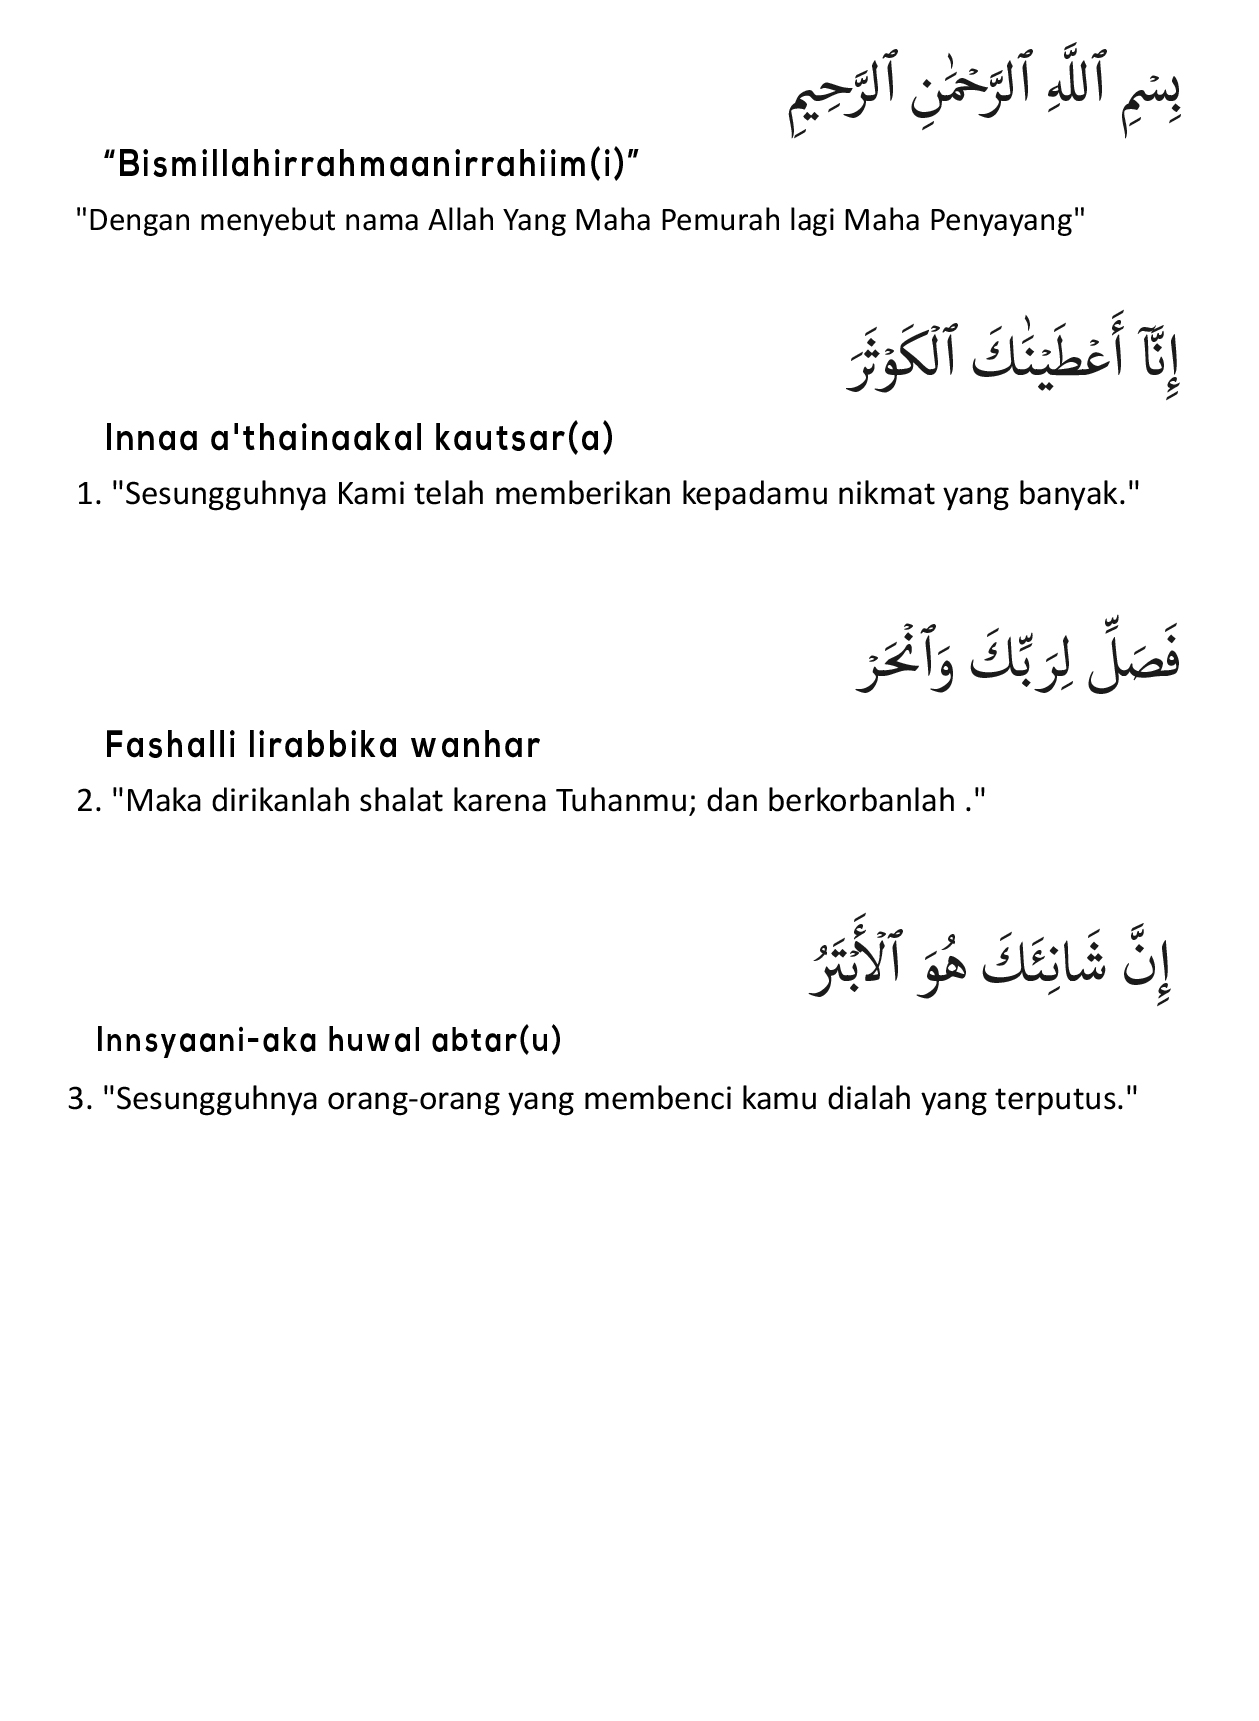 بِسْمِ ٱللَّهِ ٱلرَّحْمَٰنِ ٱلرَّحِيمِ
“Bismillahirrahmaanirrahiim(i)”
"Dengan menyebut nama Allah Yang Maha Pemurah lagi Maha Penyayang"
إِنَّآ أَعْطَيْنَٰكَ ٱلْكَوْثَرَ
Innaa a'thainaakal kautsar(a)
1. "Sesungguhnya Kami telah memberikan kepadamu nikmat yang banyak."
فَصَلِّ لِرَبِّكَ وَٱنْحَرْ
Fashalli lirabbika wanhar
2. "Maka dirikanlah shalat karena Tuhanmu; dan berkorbanlah ."
إِنَّ شَانِئَكَ هُوَ ٱلْأَبْتَرُ
Innsyaani-aka huwal abtar(u)
3. "Sesungguhnya orang-orang yang membenci kamu dialah yang terputus."